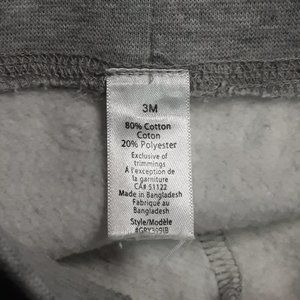 3M
80% Cotton
Coton
20% Polyester
Exclusive of
trimmings
À l'exception de
la garniture
CA# 51122
Made in Bangladesh
Fabriqué au
Bangladesh
Style/Modèle